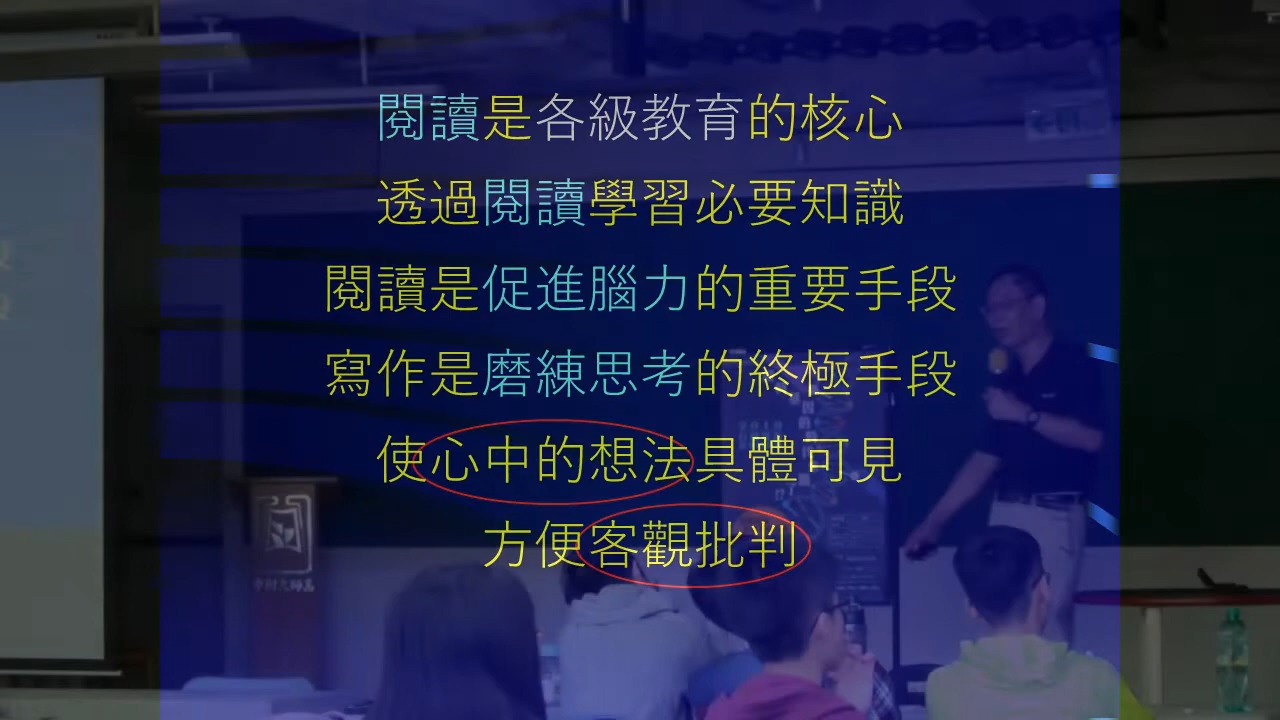 閱讀是各級教育的核心
透過閱讀學習必要知識
閱讀是促進腦力的重要手段
寫作是磨練思考的終極手段
使心中的想法具體可見
方便客觀批判